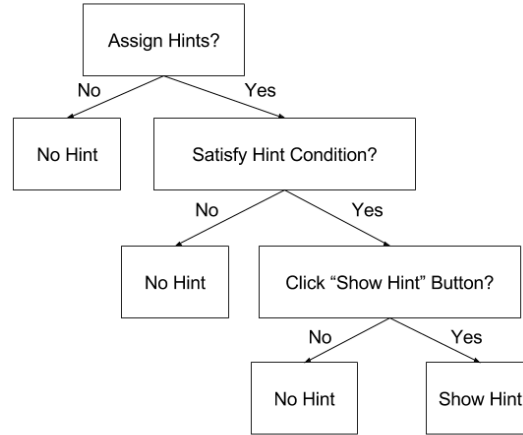 Assign Hints?
No
Yes
No Hint
Satisfy Hint Condition?
No
Yes
No Hint
Click “Show Hint” Button?
No
Yes
No Hint
Show Hint